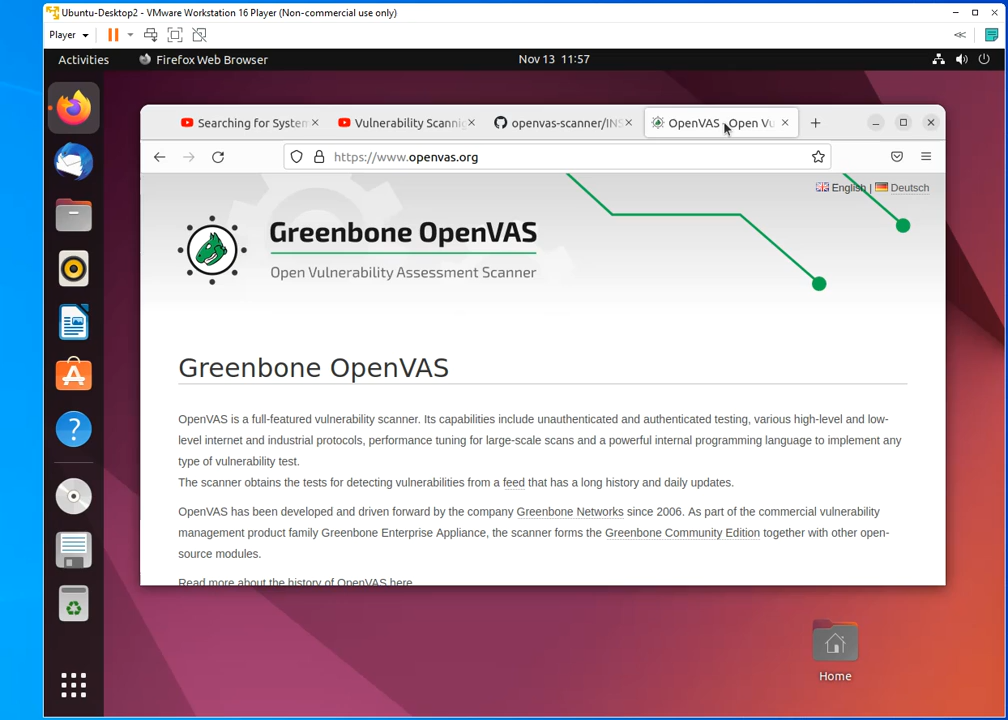 Ubuntu-Desktop2 - VMware Workstation 16 Player (Non-commercial use only)
Player
Activities
Firefox Web Browser
Nov 13 11:57
Searching for System
Vulnerability Scannig
openvas-scanner/INS
OpenVAS - Open Vu
https://www.openvas.org
English | Deutsch
Greenbone OpenVAS
Open Vulnerability Assessment Scanner
Greenbone OpenVAS
OpenVAS is a full-featured vulnerability scanner. Its capabilities include unauthenticated and authenticated testing, various high-level and low-
level internet and industrial protocols, performance tuning for large-scale scans and a powerful internal programming language to implement any
type of vulnerability test.
The scanner obtains the tests for detecting vulnerabilities from a feed that has a long history and daily updates.
OpenVAS has been developed and driven forward by the company Greenbone Networks since 2006. As part of the commercial vulnerability
management product family Greenbone Enterprise Appliance, the scanner forms the Greenbone Community Edition together with other open-
source modules.
Read more about the history of OpenVAS here
Home